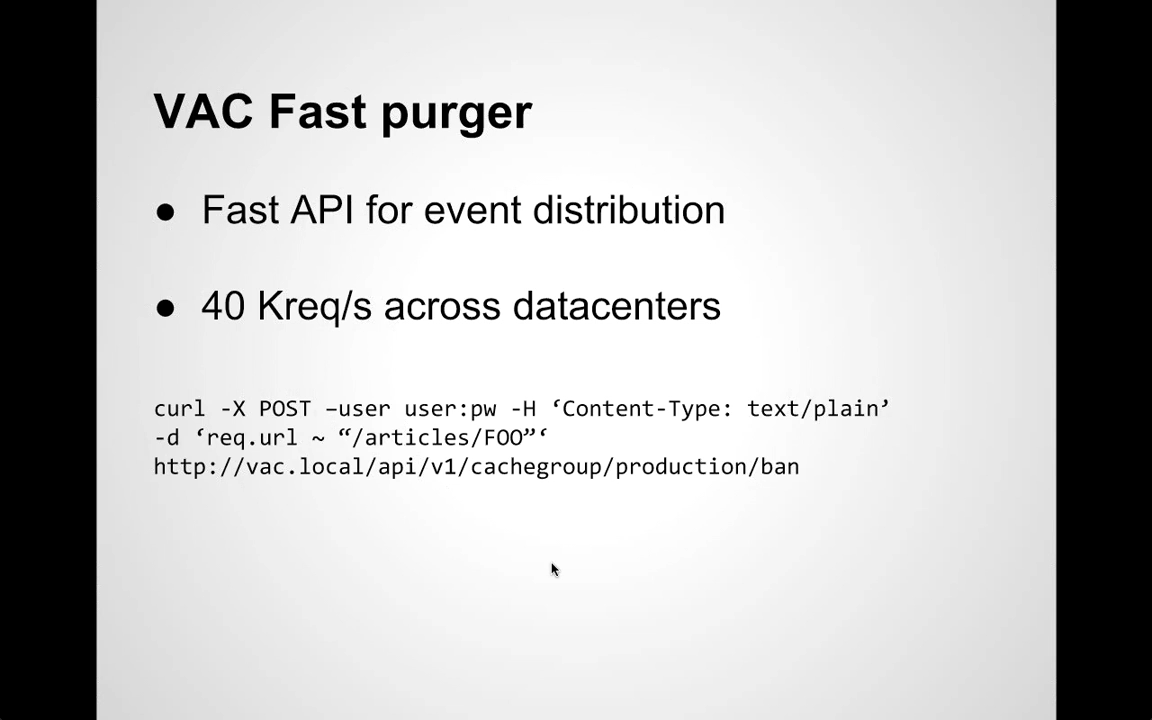 VAC Fast purger
● Fast API for event distribution
● 40 Kreq/s across datacenters
curl -X POST –user user:pw -H ‘Content-Type: text/plain’
-d ‘req.url ~ “/articles/FOO”‘
http://vac.local/api/v1/cachegroup/production/ban